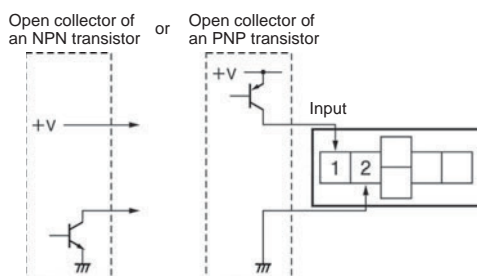 Open collector of
an NPN transistor
or
Open collector of
an PNP transistor
+V
Input
+V
1 2